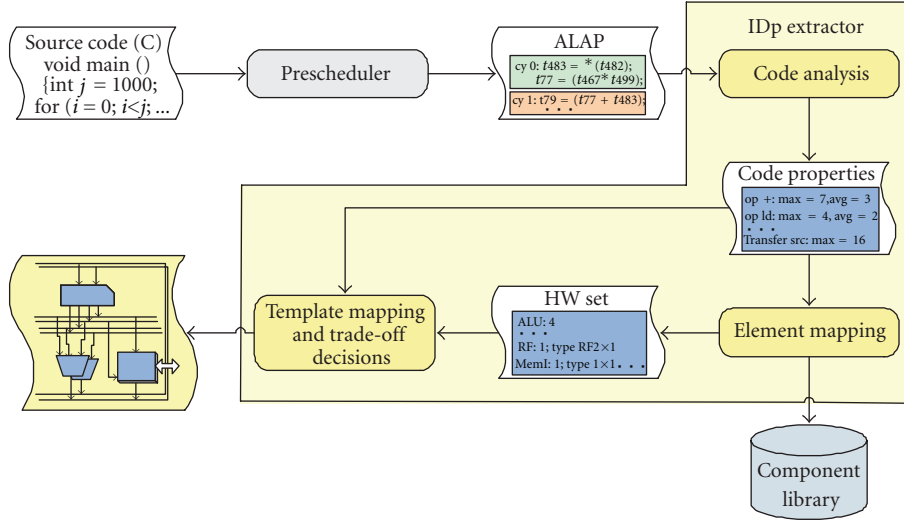 IDp extractor
Source code (C)
void main ()
{int j = 1000;
for (i = 0; i<j; ...
Prescheduler
ALAP
cy 0: t483 = * (t482);
t77 = (t467* t499);
cy 1: t79 = (t77 + t483);
• • •
Code analysis
Code properties
op +: max = 7,avg = 3
op ld: max = 4, avg = 2
• • •
Transfer src: max = 16
Template mapping
and trade-off
decisions
HW set
ALU: 4
• • •
RF: 1; type RF2×1
MemI: 1; type 1×1 • • •
Element mapping
Component
library